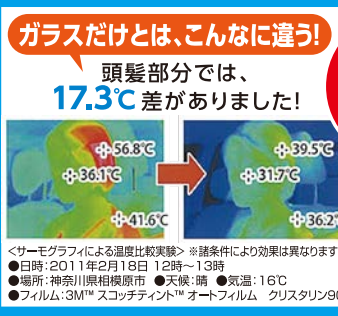 ガラスだけとは、こんなに違う!
頭髪部分では、
17.3℃差がありました!
56.8℃
39.5℃
36.1℃
31.7℃
41.6℃
36.2
<サーモグラフィによる温度比較実験> ※諸条件により効果は異なります
●日時:2011年2月18日 12時〜13時
●場所:神奈川県相模原市 ●天候:晴 ●気温:16℃
●フィルム:3M™ スコッチティント™ オートフィルム クリスタリン90